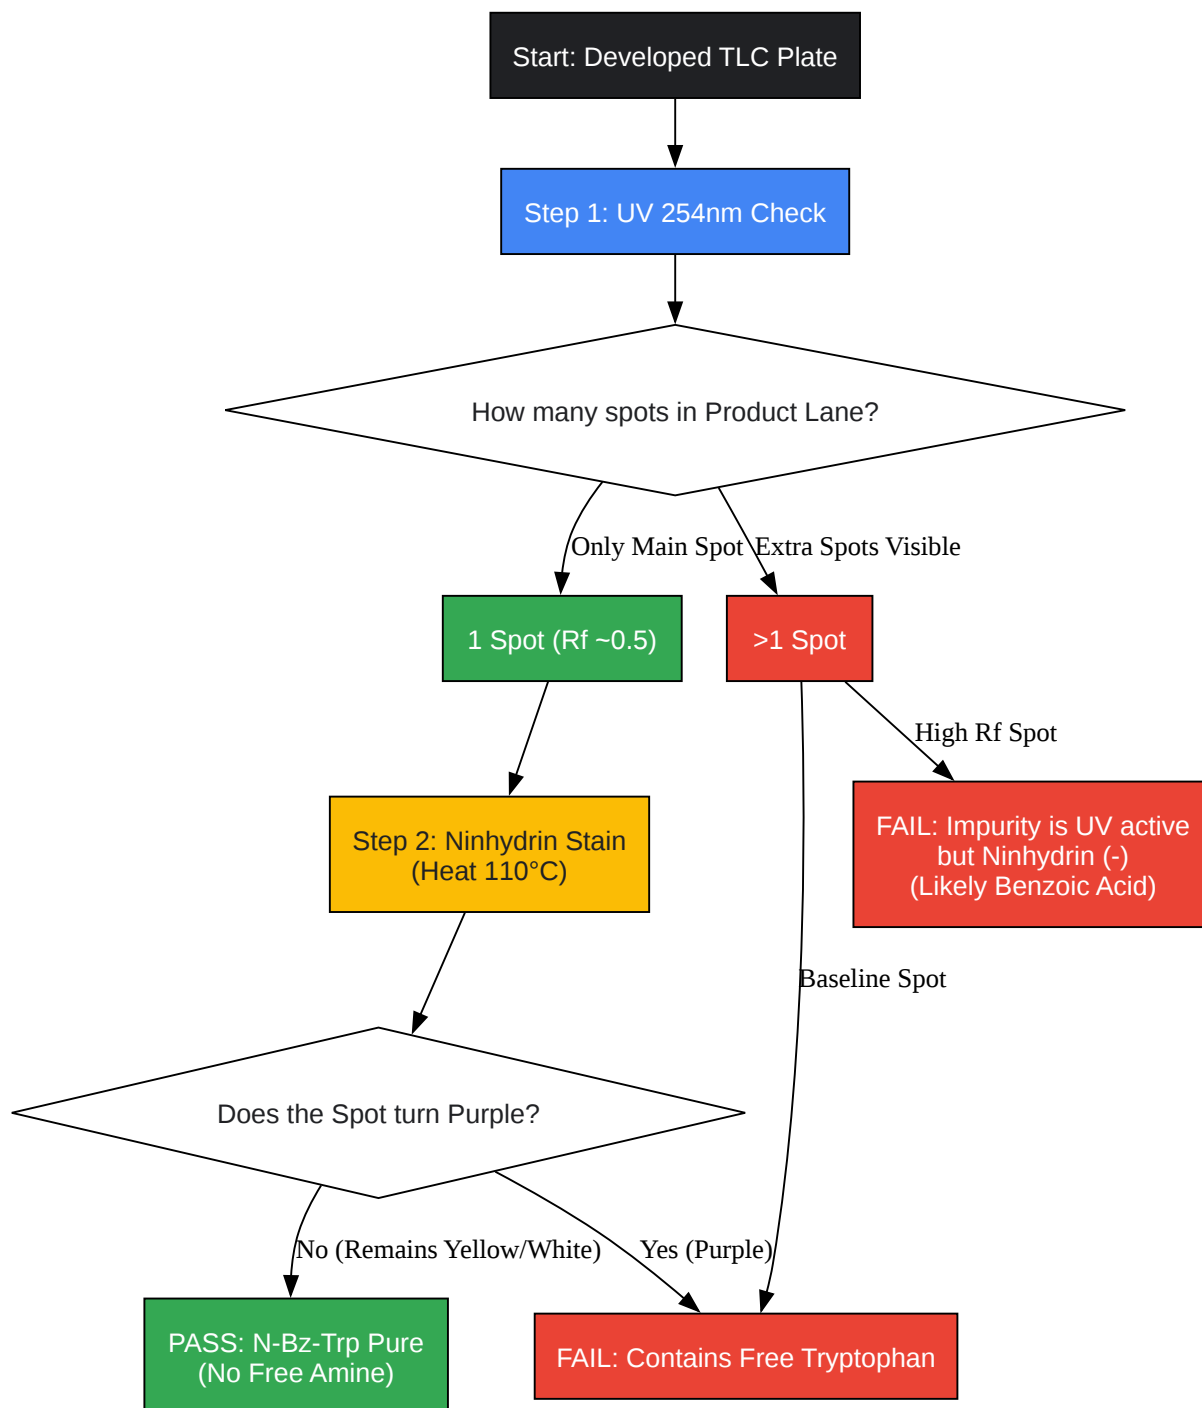 Start: Developed TLC Plate
Step 1: UV 254nm Check
How many spots in Product Lane?
Only Main Spot
Extra Spots Visible
1 Spot (Rf ~0.5)
>1 Spot
High Rf Spot
Step 2: Ninhydrin Stain
(Heat 110°C)
FAIL: Impurity is UV active
but Ninhydrin (-)
(Likely Benzoic Acid)
Baseline Spot
Does the Spot turn Purple?
No (Remains Yellow/White)
Yes (Purple)
PASS: N-Bz-Trp Pure
(No Free Amine)
FAIL: Contains Free Tryptophan